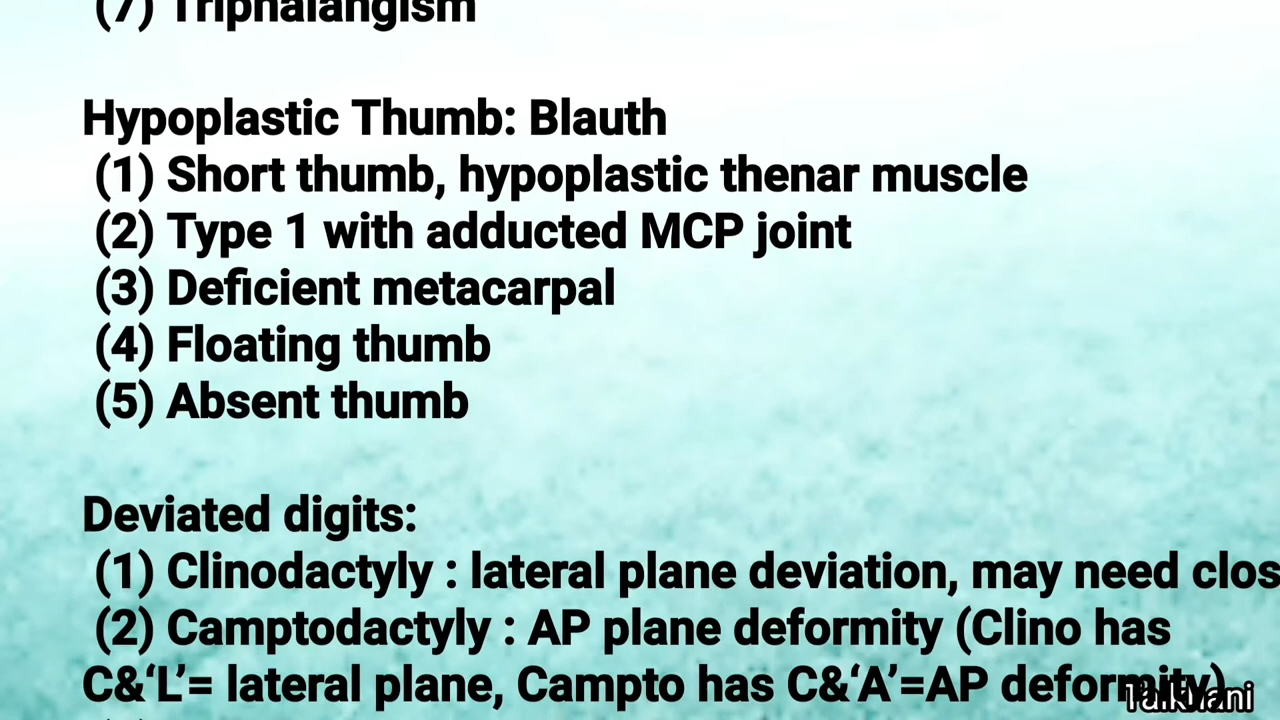 (7) Triphalangism
Hypoplastic Thumb: Blauth
(1) Short thumb, hypoplastic thenar muscle
(2) Type 1 with adducted MCP joint
(3) Deficient metacarpal
(4) Floating thumb
(5) Absent thumb
Deviated digits:
(1) Clinodactyly : lateral plane deviation, may need clos
(2) Camptodactyly : AP plane deformity (Clino has
C&‘L’= lateral plane, Campto has C&‘A’=AP deformity)